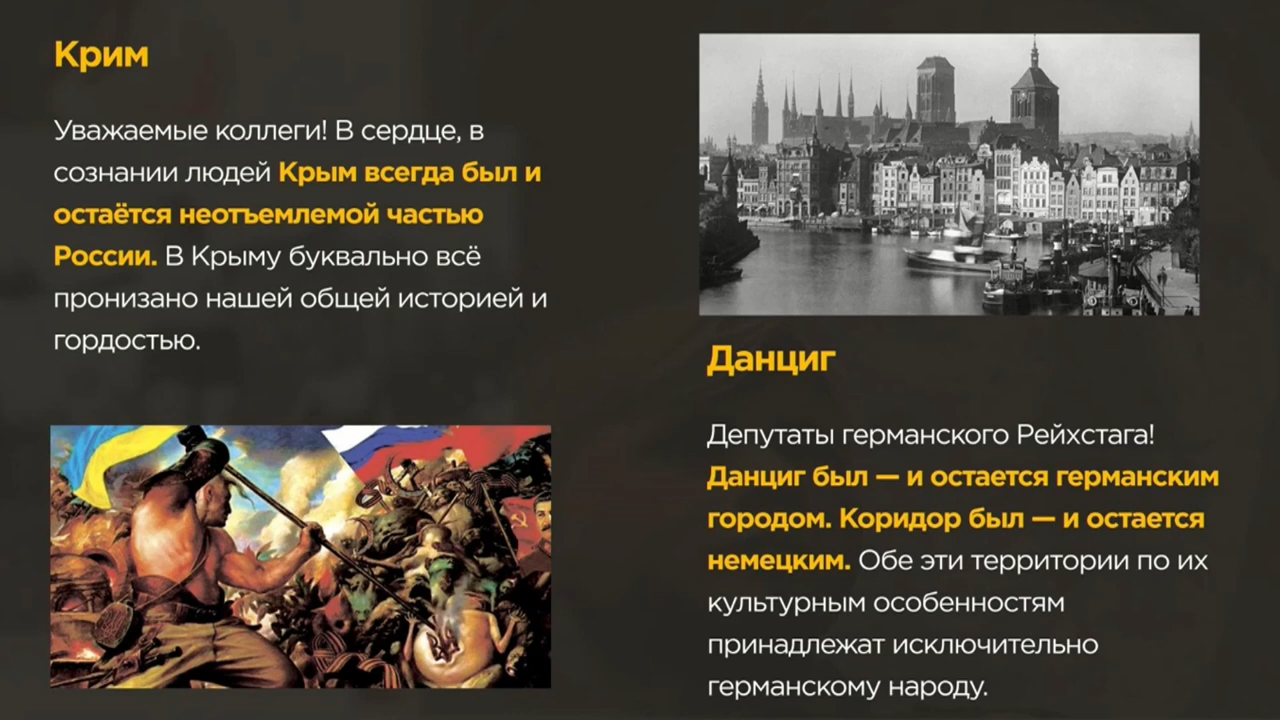 Крим
Уважаемые коллеги! В сердце, в
сознании людей Крым всегда был и
остаётся неотъемлемой частью
России. В Крыму буквально всё
пронизано нашей общей историей и
гордостью.
Данциг
Депутаты германского Рейхстага!
Данциг был — и остается германским
городом. Коридор был — и остается
немецким. Обе эти территории по их
культурным особенностям
принадлежат исключительно
германскому народу.